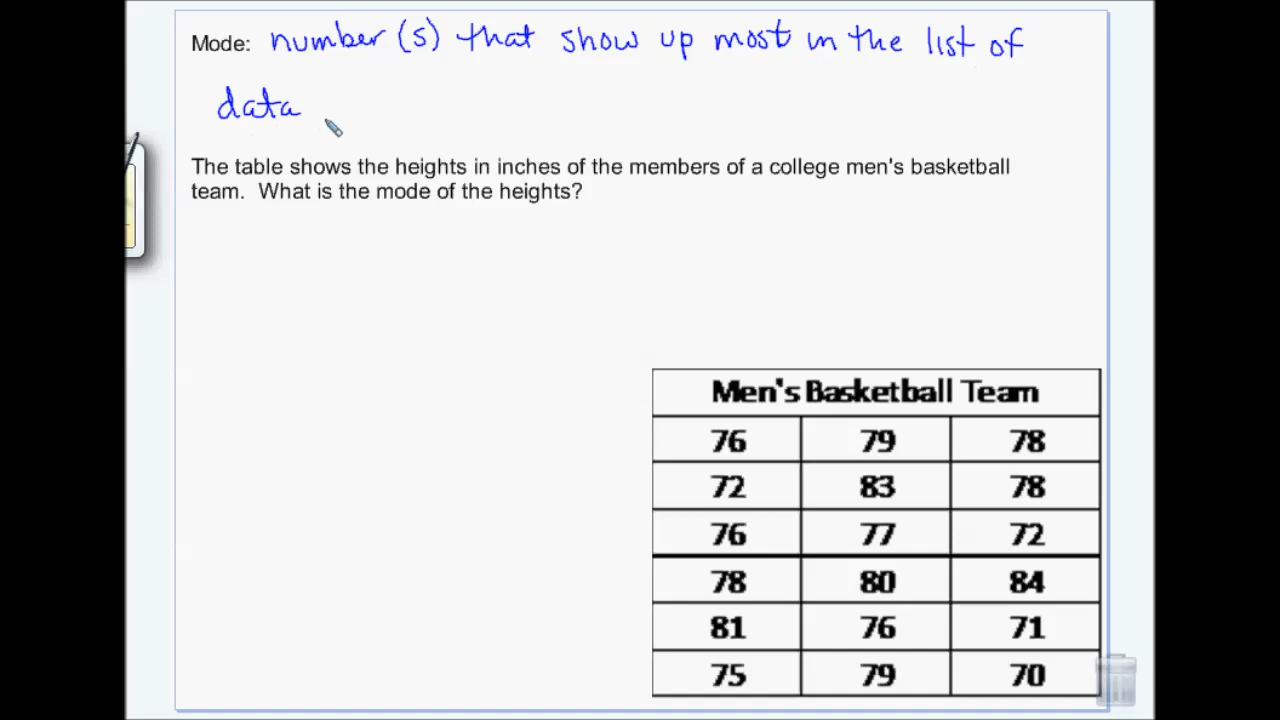 Mode: number(s) that show up most in the list of
data
The table shows the heights in inches of the members of a college men's basketball
team. What is the mode of the heights?
Men's Basketball Team
76 79 78
72 83 78
76 77 72
78 80 84
81 76 71
75 79 70